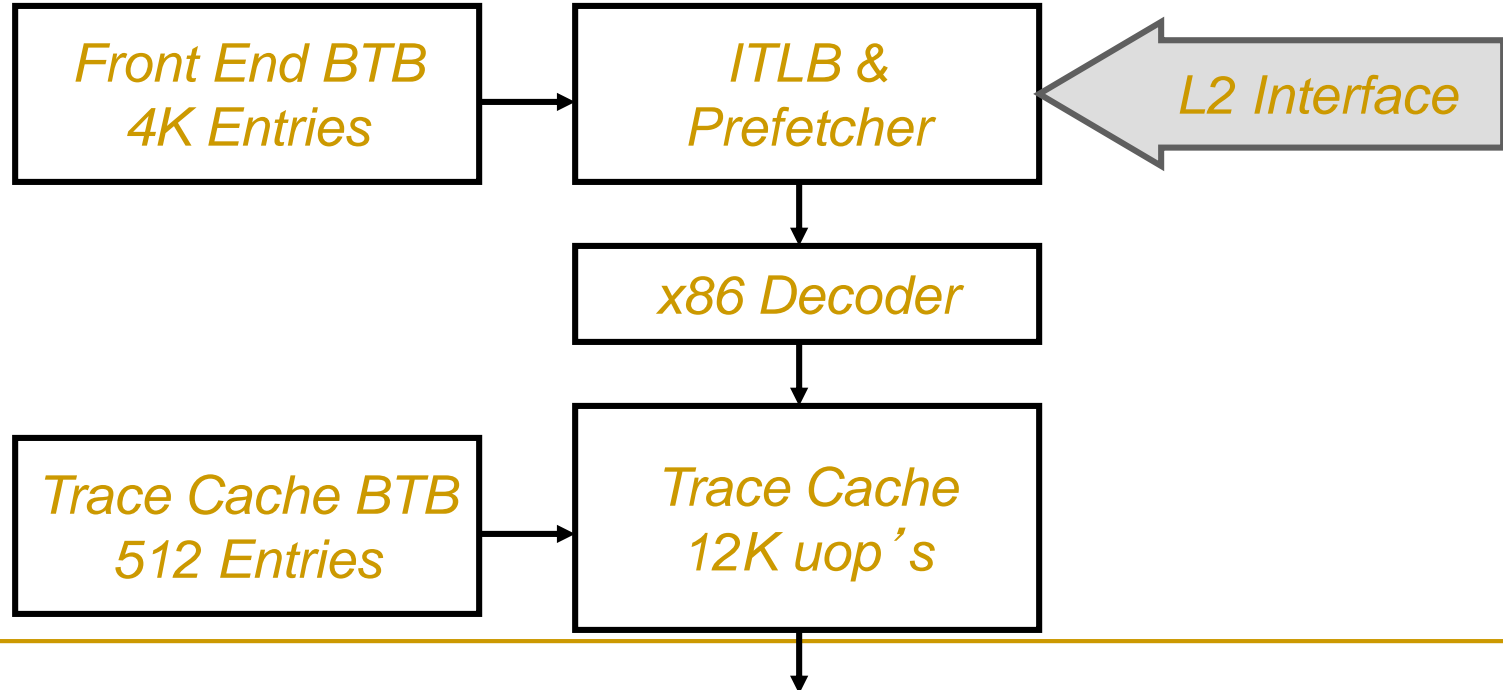 Front End BTB
4K Entries
ITLB &
Prefetcher
L2 Interface
x86 Decoder
Trace Cache BTB
512 Entries
Trace Cache
12K uop’s